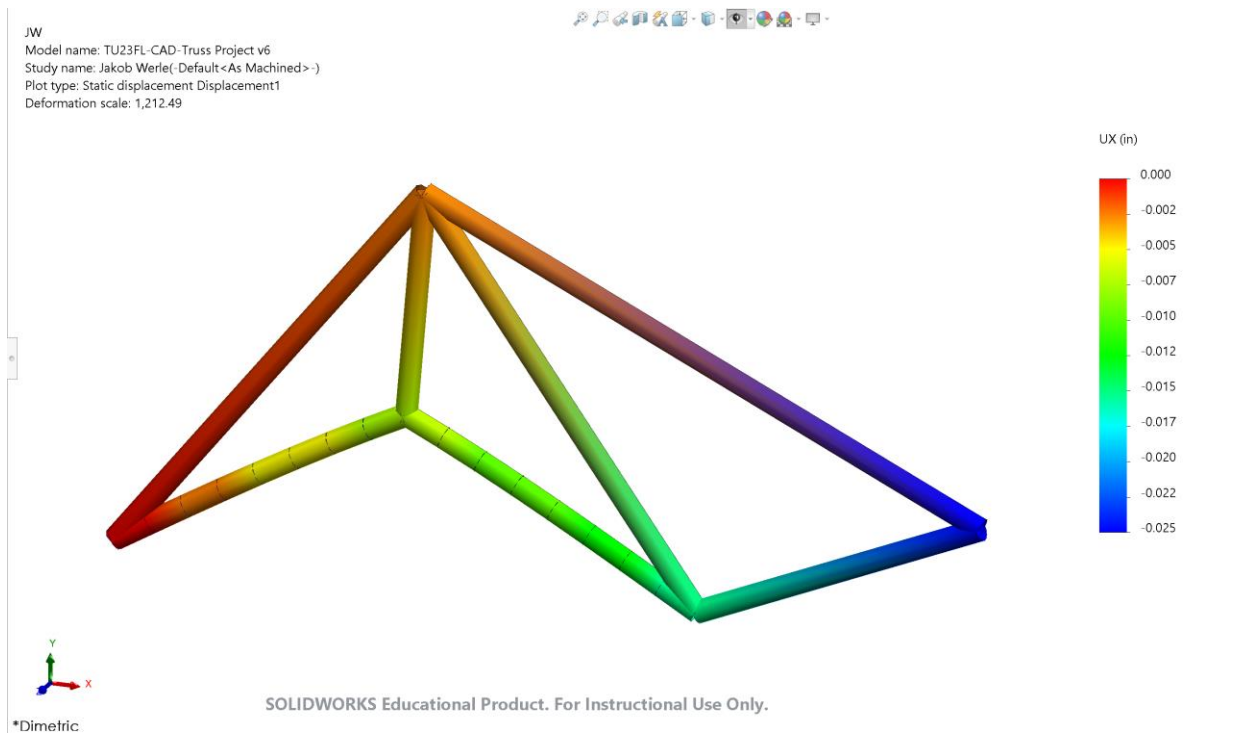 JW
Model name: TU23FL-CAD-Truss Project v6
Study name: Jakob Werle(-Default<As Machined>-)
Plot type: Static displacement Displacement1
Deformation scale: 1,212.49
UX (in)
0.000
-0.002
-0.005
-0.007
-0.010
-0.012
-0.015
-0.017
-0.020
-0.022
-0.025
Y
X
SOLIDWORKS Educational Product. For Instructional Use Only.
*Dimetric